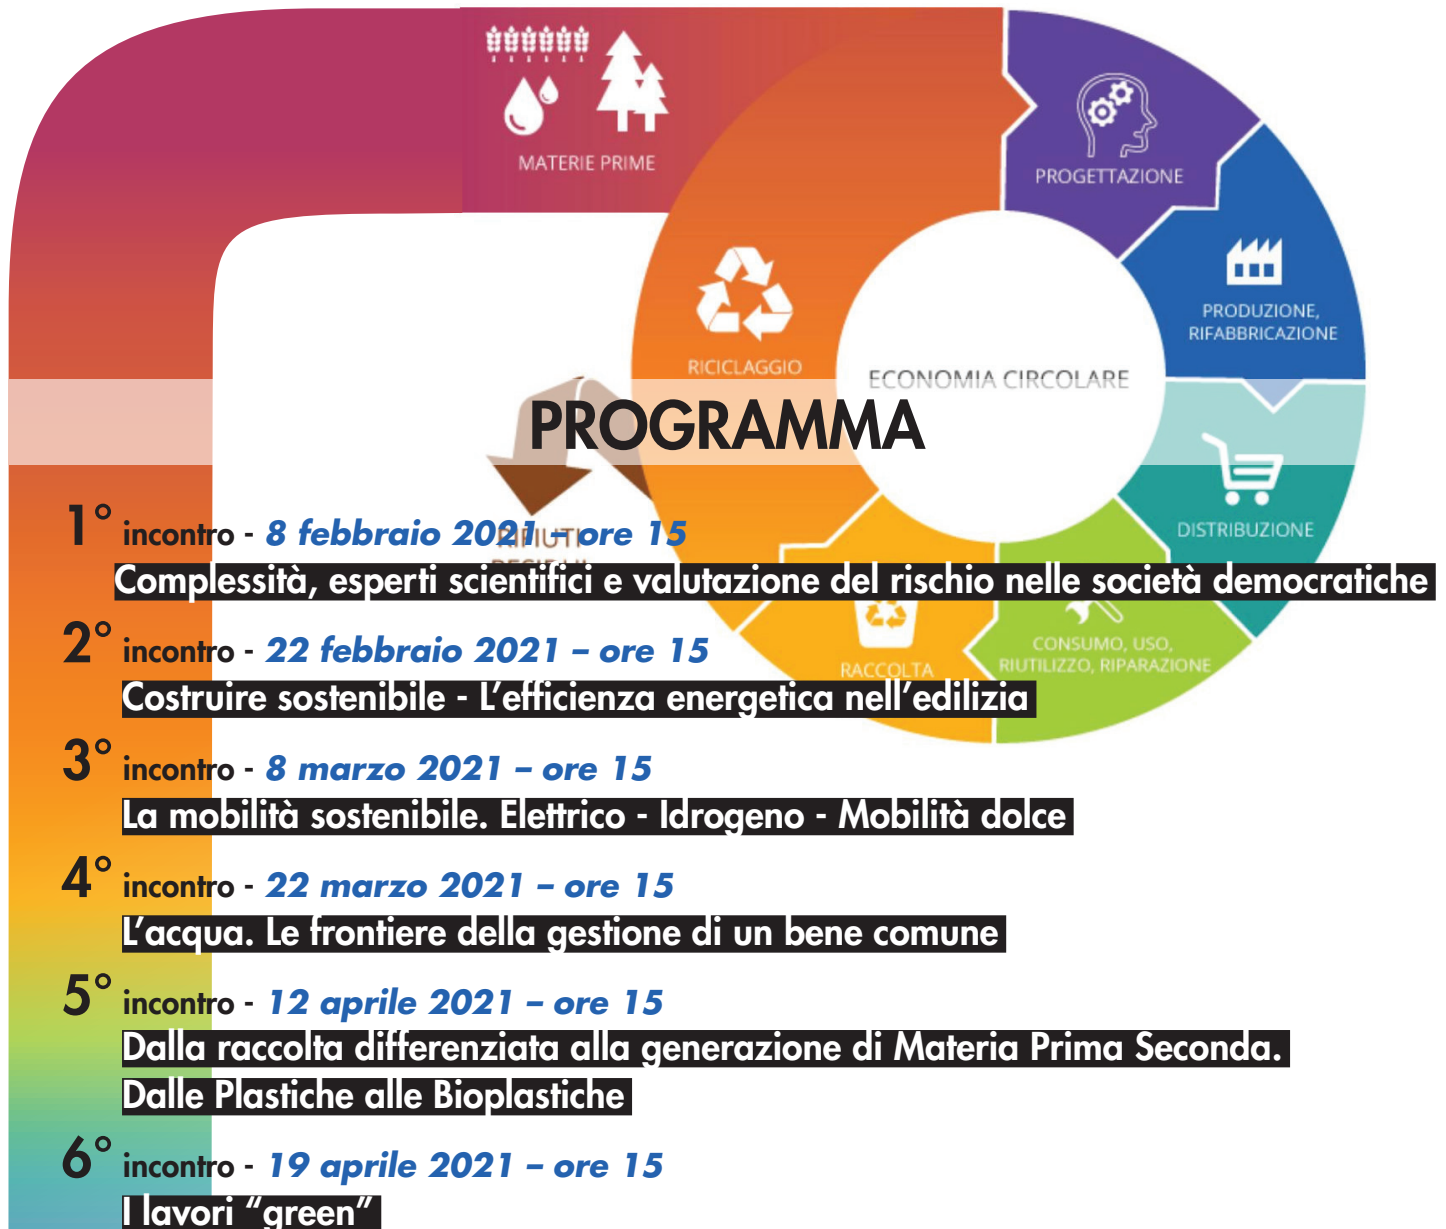 MATERIE PRIME
PROGETTAZIONE
PRODUZIONE,
RIFABBRICAZIONE
RICICLAGGIO
ECONOMIA CIRCOLARE
PROGRAMMA
DISTRIBUZIONE
1° incontro - 8 febbraio 2021 – ore 15
RIFIUTI
Complessità, esperti scientifici e valutazione del rischio nelle società democratiche
CONSUMO, USO,
RIUTILIZZO, RIPARAZIONE
RACCOLTA
2° incontro - 22 febbraio 2021 – ore 15
Costruire sostenibile - L’efficienza energetica nell’edilizia
3° incontro - 8 marzo 2021 – ore 15
La mobilità sostenibile. Elettrico - Idrogeno - Mobilità dolce
4° incontro - 22 marzo 2021 – ore 15
L’acqua. Le frontiere della gestione di un bene comune
5° incontro - 12 aprile 2021 – ore 15
Dalla raccolta differenziata alla generazione di Materia Prima Seconda.
Dalle Plastiche alle Bioplastiche
6° incontro - 19 aprile 2021 – ore 15
I lavori “green”